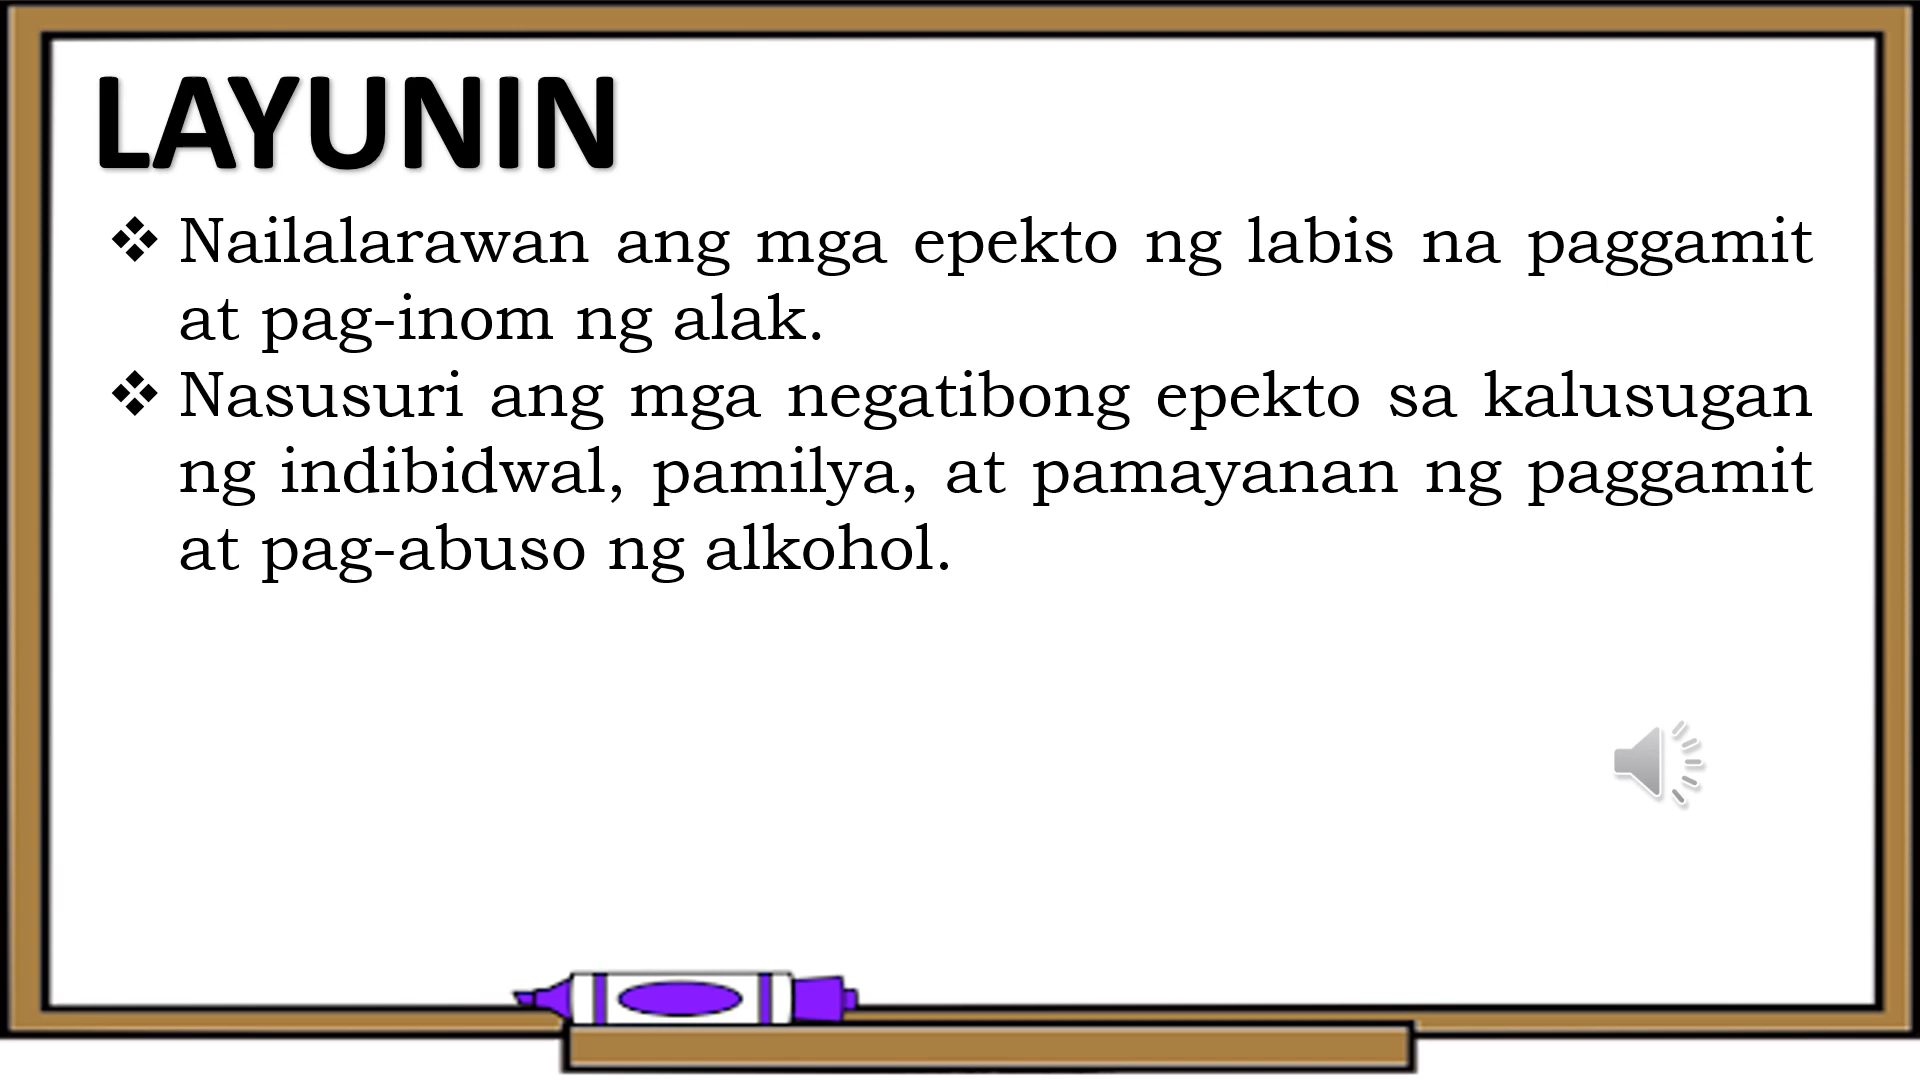 LAYUNIN
❖ Nailalarawan ang mga epekto ng labis na paggamit
at pag-inom ng alak.
❖ Nasusuri ang mga negatibong epekto sa kalusugan
ng indibidwal, pamilya, at pamayanan ng paggamit
at pag-abuso ng alkohol.